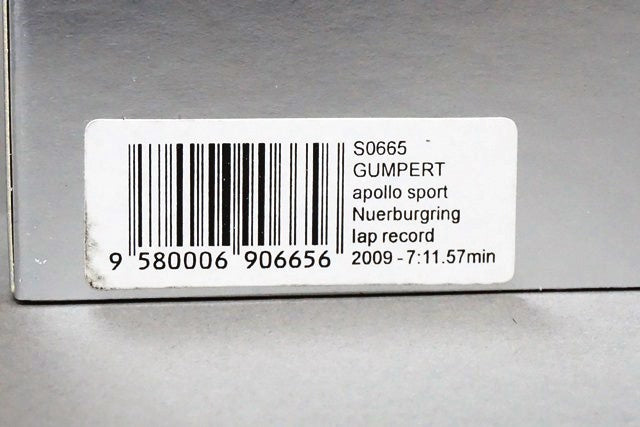 S0665
GUMPERT
apollo sport
Nuerburgring
lap record
2009 - 7:11.57min
9 580006 906656